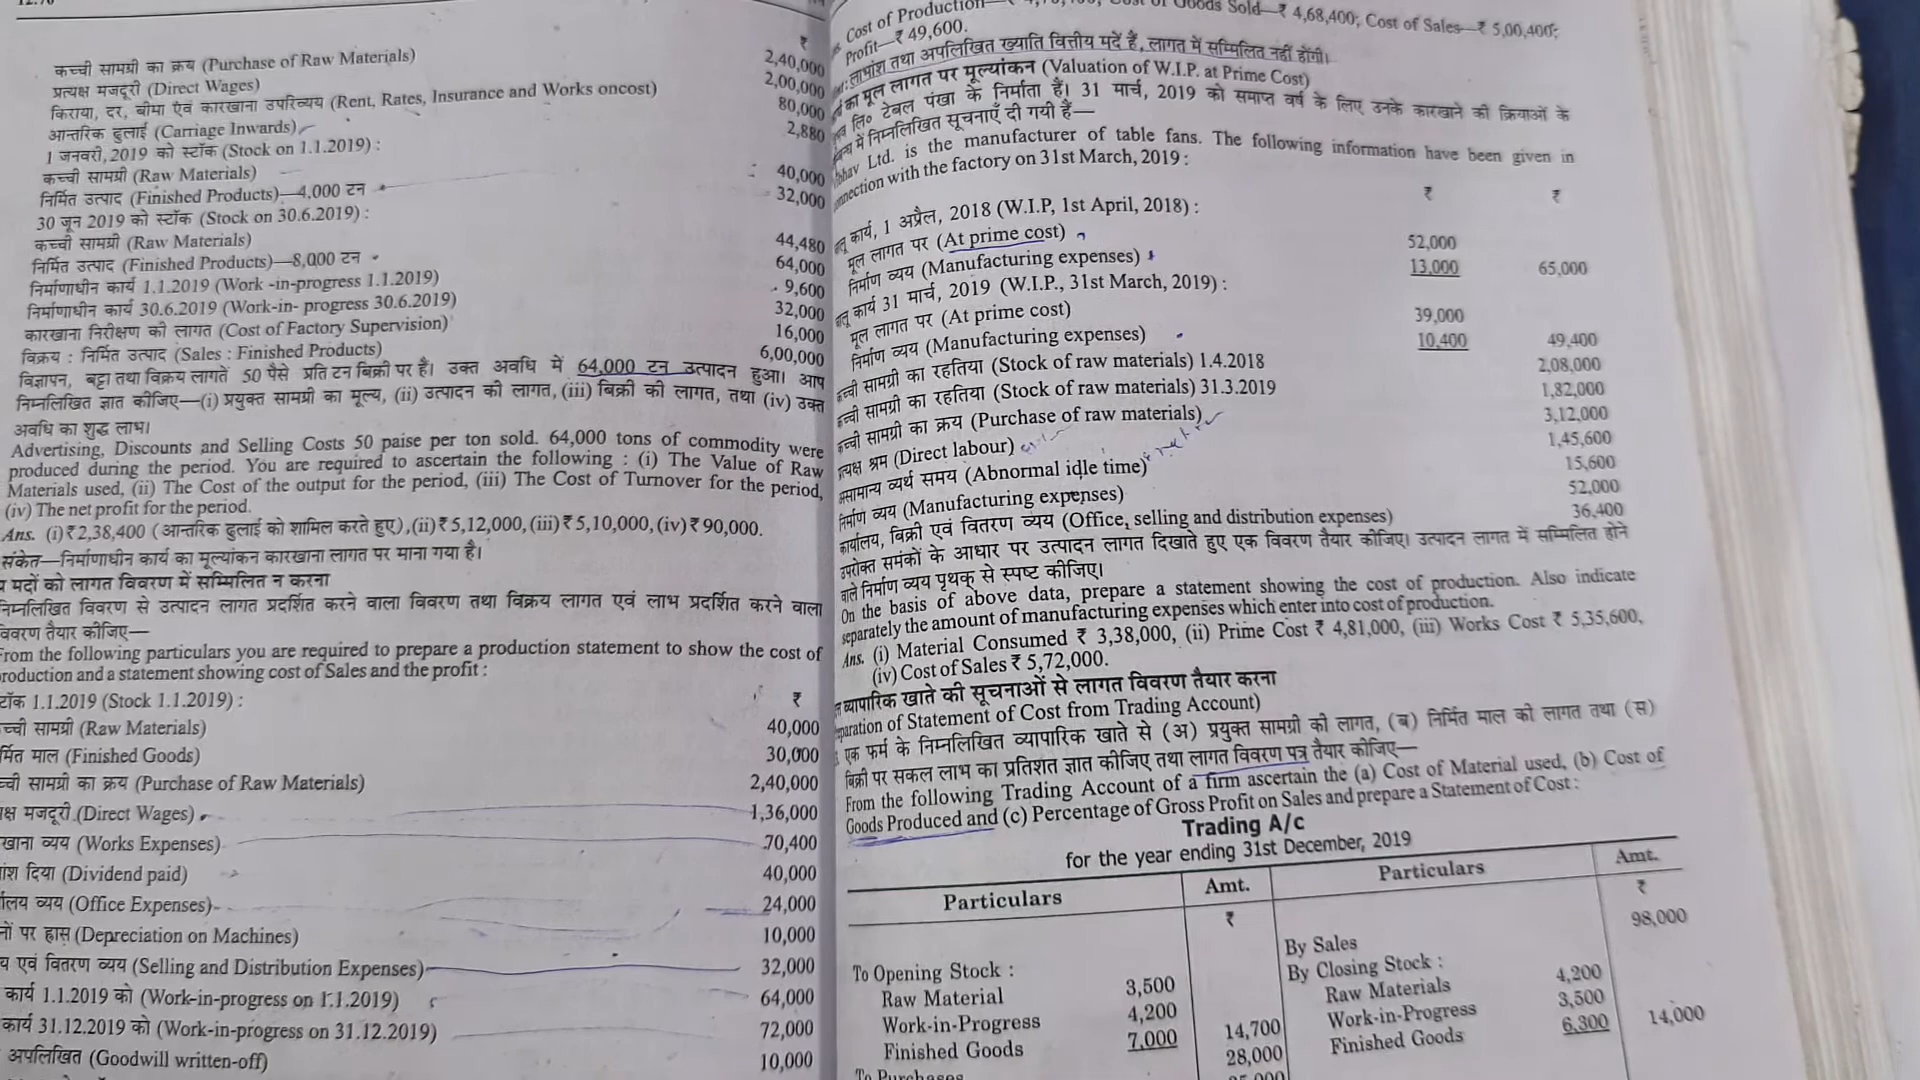 ₹
कच्ची सामग्री का क्रय (Purchase of Raw Materials) 2,40,000
प्रत्यक्ष मजदूरी (Direct Wages) 2,00,000
किराया, दर, बीमा एवं कारखाना उपरिव्यय (Rent, Rates, Insurance and Works oncost) 80,000
आन्तरिक ढुलाई (Carriage Inwards) 2,880
1 जनवरी, 2019 को स्टॉक (Stock on 1.1.2019) :
कच्ची सामग्री (Raw Materials) 40,000
निर्मित उत्पाद (Finished Products)—4,000 टन 32,000
30 जून 2019 को स्टॉक (Stock on 30.6.2019) :
कच्ची सामग्री (Raw Materials) 44,480
निर्मित उत्पाद (Finished Products)—8,000 टन 64,000
निर्माणाधीन कार्य 1.1.2019 (Work -in-progress 1.1.2019) 9,600
निर्माणाधीन कार्य 30.6.2019 (Work-in- progress 30.6.2019) 32,000
कारखाना निरीक्षण की लागत (Cost of Factory Supervision) 16,000
विक्रय : निर्मित उत्पाद (Sales : Finished Products) 6,00,000
विज्ञापन, बट्टा तथा विक्रय लागतें 50 पैसे प्रति टन बिक्री पर हैं। उक्त अवधि में 64,000 टन उत्पादन हुआ। आप
निम्नलिखित ज्ञात कीजिए—(i) प्रयुक्त सामग्री का मूल्य, (ii) उत्पादन की लागत, (iii) बिक्री की लागत, तथा (iv) उक्त
अवधि का शुद्ध लाभ।
Advertising, Discounts and Selling Costs 50 paise per ton sold. 64,000 tons of commodity were
produced during the period. You are required to ascertain the following : (i) The Value of Raw
Materials used, (ii) The Cost of the output for the period, (iii) The Cost of Turnover for the period,
(iv) The net profit for the period.
Ans. (i) ₹ 2,38,400 (आन्तरिक ढुलाई को शामिल करते हुए), (ii) ₹ 5,12,000, (iii) ₹ 5,10,000, (iv) ₹ 90,000.
संकेत—निर्माणाधीन कार्य का मूल्यांकन कारखाना लागत पर माना गया है।
मदों को लागत विवरण में सम्मिलित न करना
निम्नलिखित विवरण से उत्पादन लागत प्रदर्शित करने वाला विवरण तथा विक्रय लागत एवं लाभ प्रदर्शित करने वाला
विवरण तैयार कीजिए—
From the following particulars you are required to prepare a production statement to show the cost of
roduction and a statement showing cost of Sales and the profit :
टॉक 1.1.2019 (Stock 1.1.2019) : ₹
च्ची सामग्री (Raw Materials) 40,000
र्मित माल (Finished Goods) 30,000
च्ची सामग्री का क्रय (Purchase of Raw Materials) 2,40,000
यक्ष मजदूरी (Direct Wages) 1,36,000
खाना व्यय (Works Expenses) 70,400
ांश दिया (Dividend paid) 40,000
लय व्यय (Office Expenses) 24,000
नों पर ह्रास (Depreciation on Machines) 10,000
य एवं वितरण व्यय (Selling and Distribution Expenses) 32,000
कार्य 1.1.2019 को (Work-in-progress on 1.1.2019) 64,000
कार्य 31.12.2019 को (Work-in-progress on 31.12.2019) 72,000
अपलिखित (Goodwill written-off) 10,000
Cost of Production Cost of Goods Sold—₹ 4,68,400; Cost of Sales—₹ 5,00,400;
Profit—₹ 49,600.
लाभांश तथा अपलिखित ख्याति वित्तीय मदें हैं, लागत में सम्मिलित नहीं होंगी।
का मूल लागत पर मूल्यांकन (Valuation of W.I.P. at Prime Cost)
लि० टेबल पंखा के निर्माता हैं। 31 मार्च, 2019 को समाप्त वर्ष के लिए उनके कारखाने की क्रियाओं के
में निम्नलिखित सूचनाएँ दी गयी हैं—
bhav Ltd. is the manufacturer of table fans. The following information have been given in
nnection with the factory on 31st March, 2019 :
₹ ₹
कार्य, 1 अप्रैल, 2018 (W.I.P, 1st April, 2018) :
मूल लागत पर (At prime cost) 52,000
निर्माण व्यय (Manufacturing expenses) 13,000 65,000
कार्य 31 मार्च, 2019 (W.I.P., 31st March, 2019) :
मूल लागत पर (At prime cost) 39,000
निर्माण व्यय (Manufacturing expenses) 10,400 49,400
कच्ची सामग्री का रहतिया (Stock of raw materials) 1.4.2018 2,08,000
कच्ची सामग्री का रहतिया (Stock of raw materials) 31.3.2019 1,82,000
कच्ची सामग्री का क्रय (Purchase of raw materials) 3,12,000
प्रत्यक्ष श्रम (Direct labour) 1,45,600
असामान्य व्यर्थ समय (Abnormal idle time) 15,600
निर्माण व्यय (Manufacturing expenses) 52,000
कार्यालय, बिक्री एवं वितरण व्यय (Office, selling and distribution expenses) 36,400
उपरोक्त समंकों के आधार पर उत्पादन लागत दिखाते हुए एक विवरण तैयार कीजिए। उत्पादन लागत में सम्मिलित होने
वाले निर्माण व्यय पृथक् से स्पष्ट कीजिए।
On the basis of above data, prepare a statement showing the cost of production. Also indicate
separately the amount of manufacturing expenses which enter into cost of production.
Ans. (i) Material Consumed ₹ 3,38,000, (ii) Prime Cost ₹ 4,81,000, (iii) Works Cost ₹ 5,35,600,
(iv) Cost of Sales ₹ 5,72,000.
व्यापारिक खाते की सूचनाओं से लागत विवरण तैयार करना
paration of Statement of Cost from Trading Account)
एक फर्म के निम्नलिखित व्यापारिक खाते से (अ) प्रयुक्त सामग्री की लागत, (ब) निर्मित माल की लागत तथा (स)
बिक्री पर सकल लाभ का प्रतिशत ज्ञात कीजिए तथा लागत विवरण पत्र तैयार कीजिए—
From the following Trading Account of a firm ascertain the (a) Cost of Material used, (b) Cost of
Goods Produced and (c) Percentage of Gross Profit on Sales and prepare a Statement of Cost :
Trading A/c
for the year ending 31st December, 2019
Particulars Amt. Particulars Amt.
₹ ₹
By Sales 98,000
To Opening Stock : By Closing Stock :
Raw Material 3,500 Raw Materials 4,200
Work-in-Progress 4,200 Work-in-Progress 3,500
Finished Goods 7,000 14,700 Finished Goods 6,300 14,000
To Purchases 28,000